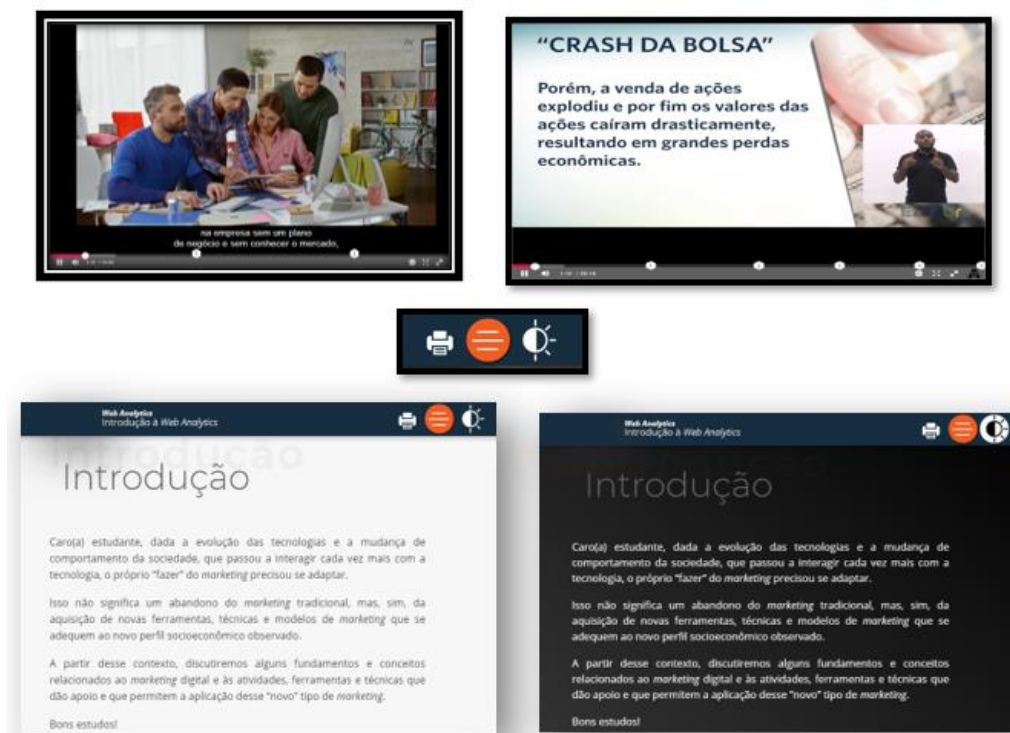 na empresa sem um plano
de negócio e sem conhecer o mercado,
“CRASH DA BOLSA”
Porém, a venda de ações
explodiu e por fim os valores das
ações caíram drasticamente,
resultando em grandes perdas
econômicas.
Web Analytics
Introdução à Web Analytics
Introdução
Introdução
Caro(a) estudante, dada a evolução das tecnologias e a mudança de
comportamento da sociedade, que passou a interagir cada vez mais com a
tecnologia, o próprio “fazer” do marketing precisou se adaptar.
Isso não significa um abandono do marketing tradicional, mas, sim, da
aquisição de novas ferramentas, técnicas e modelos de marketing que se
adequem ao novo perfil socioeconômico observado.
A partir desse contexto, discutiremos alguns fundamentos e conceitos
relacionados ao marketing digital e às atividades, ferramentas e técnicas que
dão apoio e que permitem a aplicação desse “novo” tipo de marketing.
Bons estudos!
Web Analytics
Introdução à Web Analytics
Introdução
Caro(a) estudante, dada a evolução das tecnologias e a mudança de
comportamento da sociedade, que passou a interagir cada vez mais com a
tecnologia, o próprio “fazer” do marketing precisou se adaptar.
Isso não significa um abandono do marketing tradicional, mas, sim, da
aquisição de novas ferramentas, técnicas e modelos de marketing que se
adequem ao novo perfil socioeconômico observado.
A partir desse contexto, discutiremos alguns fundamentos e conceitos
relacionados ao marketing digital e às atividades, ferramentas e técnicas que
dão apoio e que permitem a aplicação desse “novo” tipo de marketing.
Bons estudos!